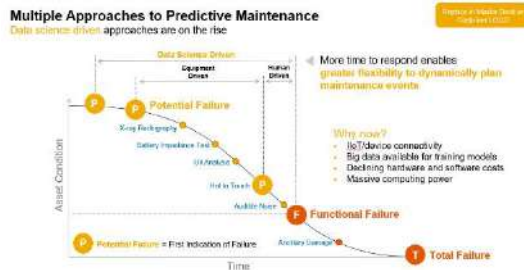 Multiple Approaches to Predictive Maintenance
Data science driven approaches are on the rise
Data Science Driven
Equipment
Driven
Human
Driven
P
P
Potential Failure
X-ray Radiography
Battery Impedance Test
Oil Analysis
Hot to Touch
P
Audible Noise
F
Functional Failure
Ancillary Damage
T
Total Failure
Asset Condition
Time
P
Potential Failure = First Indication of Failure
More time to respond enables
greater flexibility to dynamically plan
maintenance events
Why now?
IIoT/device connectivity
Big data available for training models
Declining hardware and software costs
Massive computing power